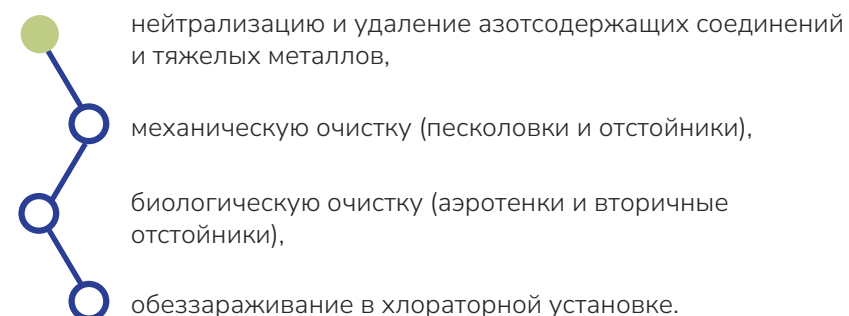 нейтрализацию и удаление азотсодержащих соединений
и тяжелых металлов,
механическую очистку (песколовки и отстойники),
биологическую очистку (аэротенки и вторичные
отстойники),
обеззараживание в хлораторной установке.